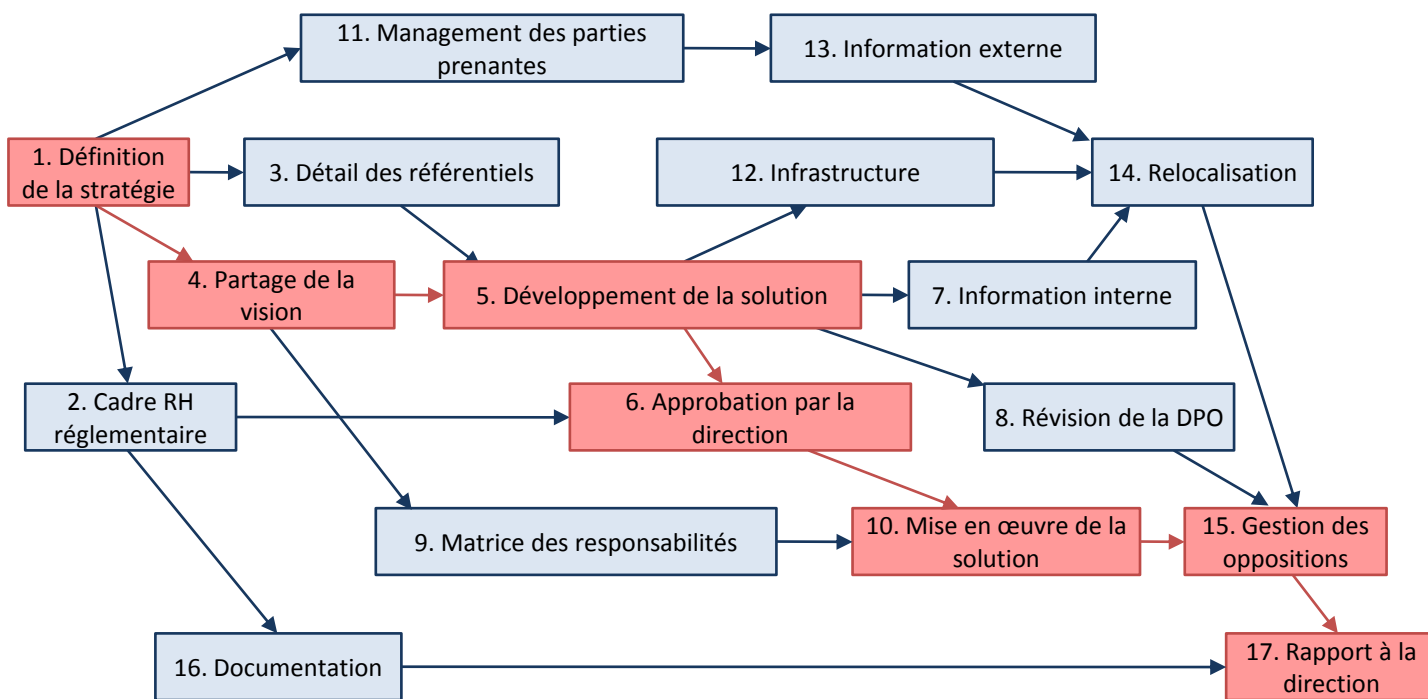 11. Management des parties
prenantes
13. Information externe
1. Définition
de la stratégie
3. Détail des référentiels
12. Infrastructure
14. Relocalisation
4. Partage de la
vision
5. Développement de la solution
7. Information interne
2. Cadre RH
réglementaire
6. Approbation par la
direction
8. Révision de la DPO
9. Matrice des responsabilités
10. Mise en œuvre de la
solution
15. Gestion des
oppositions
16. Documentation
17. Rapport à la
direction